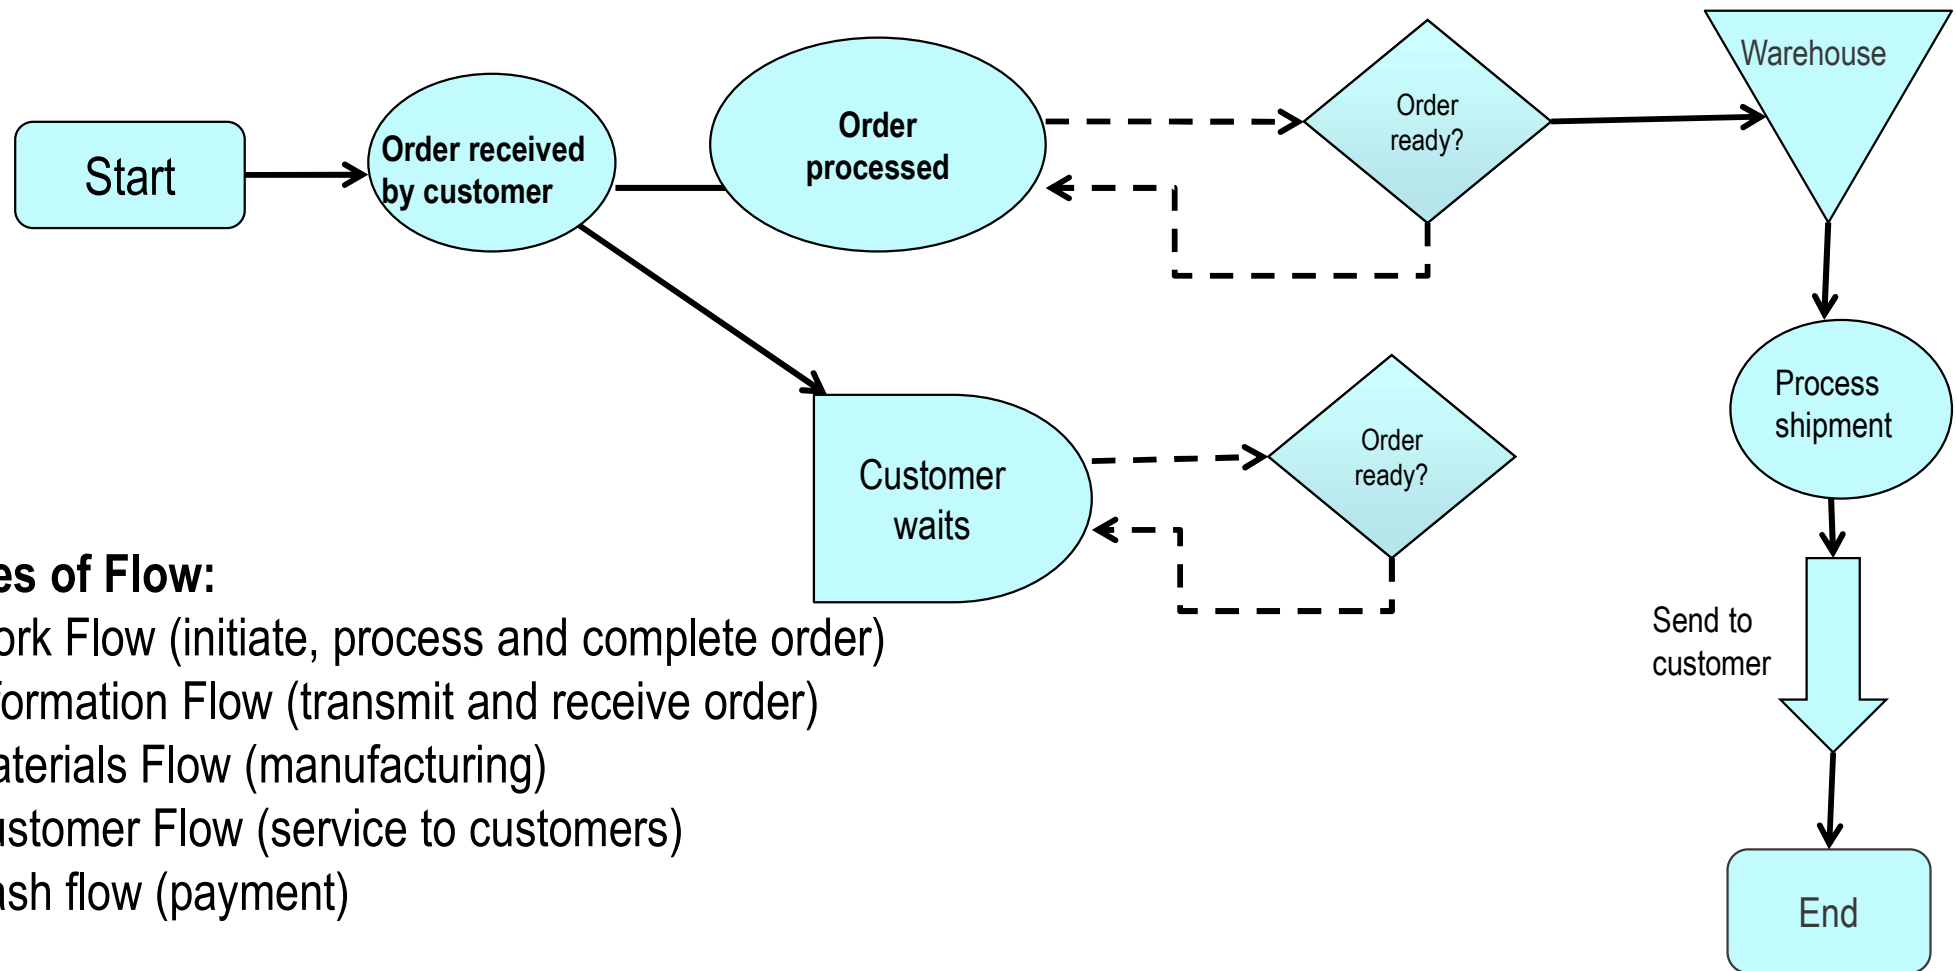 Start
Order received
by customer
Order
processed
Order
ready?
Warehouse
Process
shipment
Customer
waits
Order
ready?
Send to
customer
End
es of Flow:
ork Flow (initiate, process and complete order)
formation Flow (transmit and receive order)
aterials Flow (manufacturing)
ustomer Flow (service to customers)
ash flow (payment)